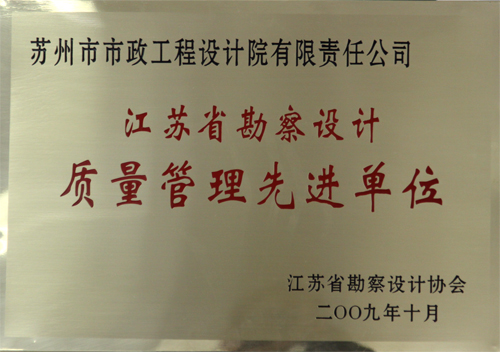 苏州市市政工程设计院有限责任公司
江苏省勘察设计
质量管理先进单位
江苏省勘察设计协会
二〇〇九年十月